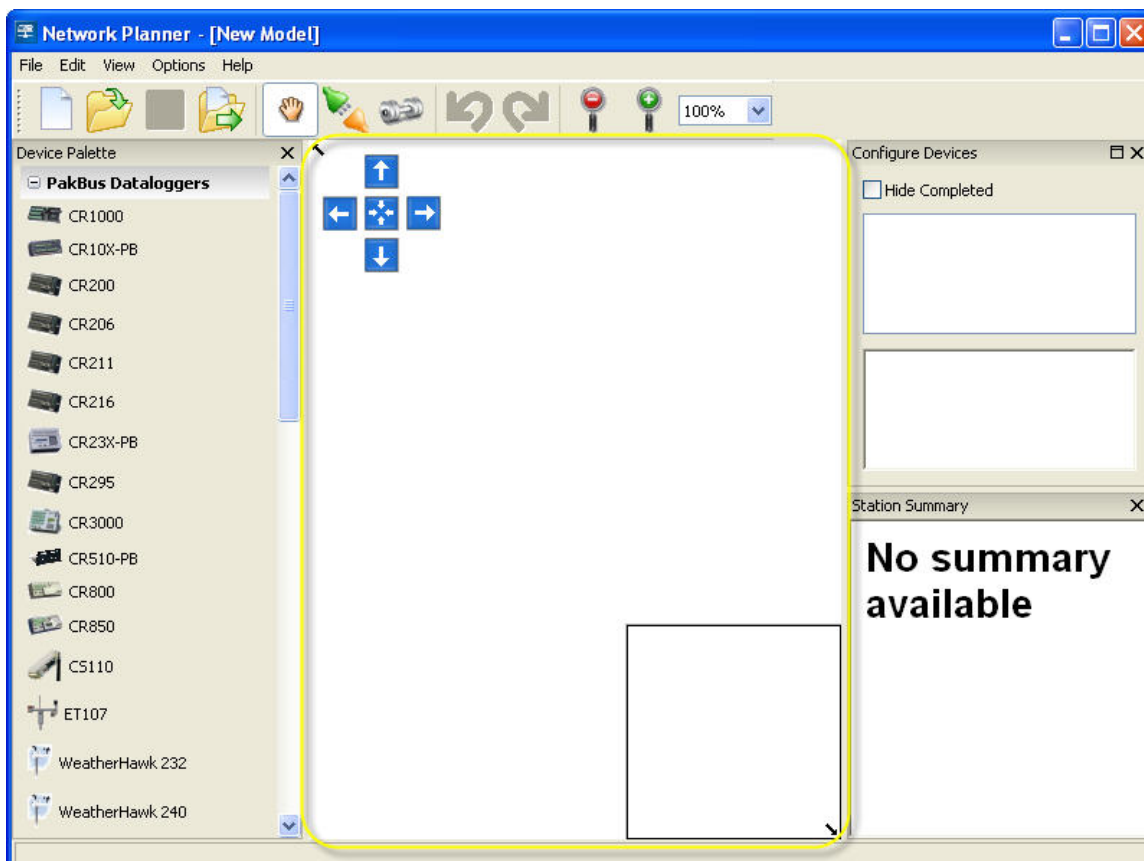 Network Planner - [New Model]
File Edit View Options Help
100%
Device Palette
PakBus Dataloggers
CR1000
CR10X-PB
CR200
CR206
CR211
CR216
CR23X-PB
CR295
CR3000
CR510-PB
CR800
CR850
CS110
ET107
WeatherHawk 232
WeatherHawk 240
Configure Devices
Hide Completed
Station Summary
No summary
available